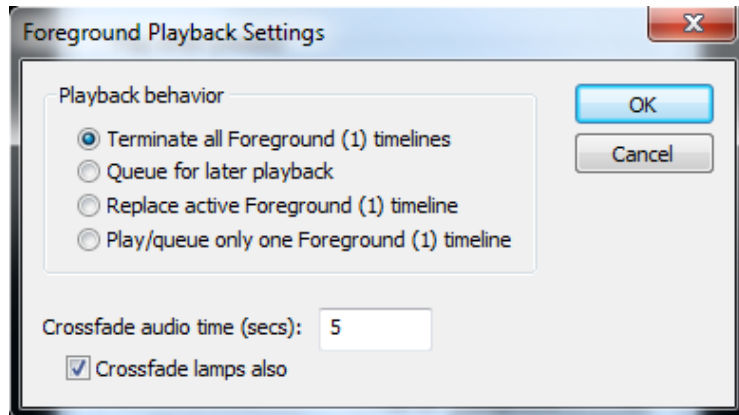 Foreground Playback Settings
Playback behavior
Terminate all Foreground (1) timelines
Queue for later playback
Replace active Foreground (1) timeline
Play/queue only one Foreground (1) timeline
OK
Cancel
Crossfade audio time (secs): 5
Crossfade lamps also